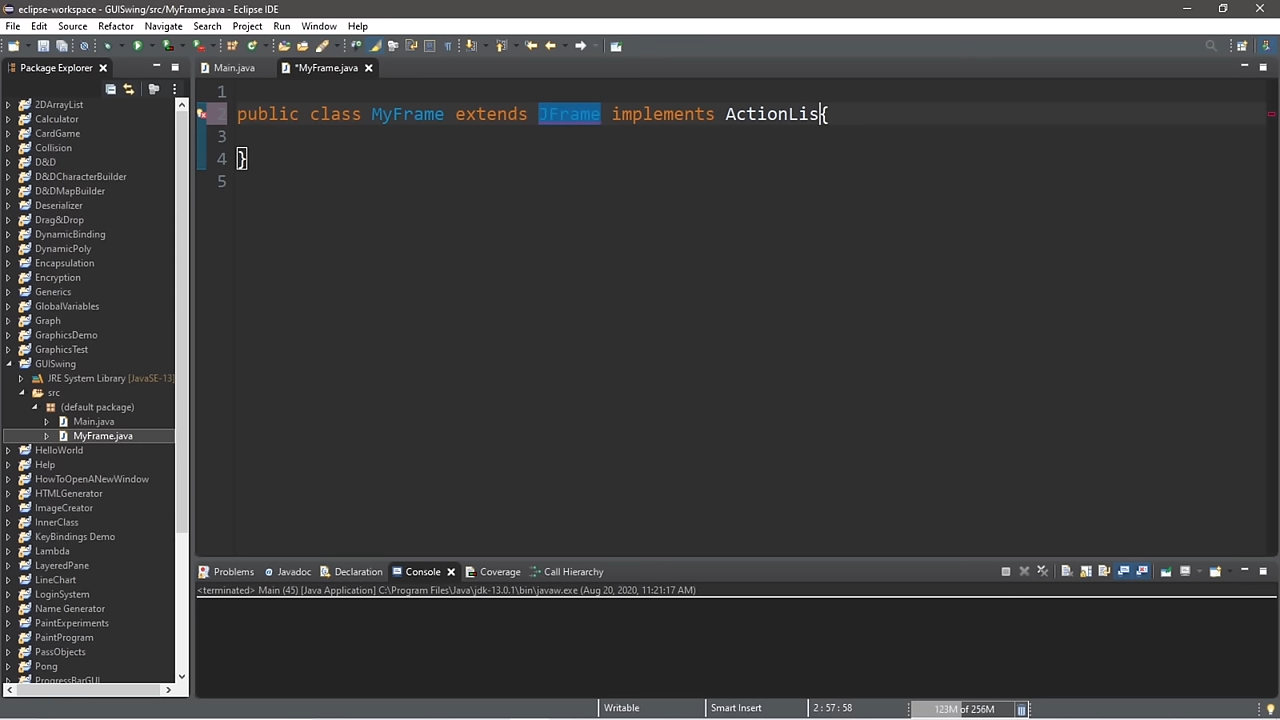 eclipse-workspace - GUISwing/src/MyFrame.java - Eclipse IDE
File Edit Source Refactor Navigate Search Project Run Window Help
Package Explorer
Main.java *MyFrame.java
2DArrayList
Calculator
CardGame
Collision
D&D
D&DCharacterBuilder
D&DMapBuilder
Deserializer
Drag&Drop
DynamicBinding
DynamicPoly
Encapsulation
Encryption
Generics
GlobalVariables
Graph
GraphicsDemo
GraphicsTest
GUISwing
JRE System Library [JavaSE-13]
src
(default package)
Main.java
MyFrame.java
HelloWorld
Help
HowToOpenANewWindow
HTMLGenerator
ImageCreator
InnerClass
KeyBindings Demo
Lambda
LayeredPane
LineChart
LoginSystem
Name Generator
PaintExperiments
PaintProgram
PassObjects
Pong
ProgressBarGUI
1
2 public class MyFrame extends JFrame implements ActionLis{
3
4 }
5
Problems Javadoc Declaration Console Coverage Call Hierarchy
<terminated> Main (45) [Java Application] C:\Program Files\Java\jdk-13.0.1\bin\javaw.exe (Aug 20, 2020, 11:21:17 AM)
Writable Smart Insert 2 : 57 : 58 123M of 256M